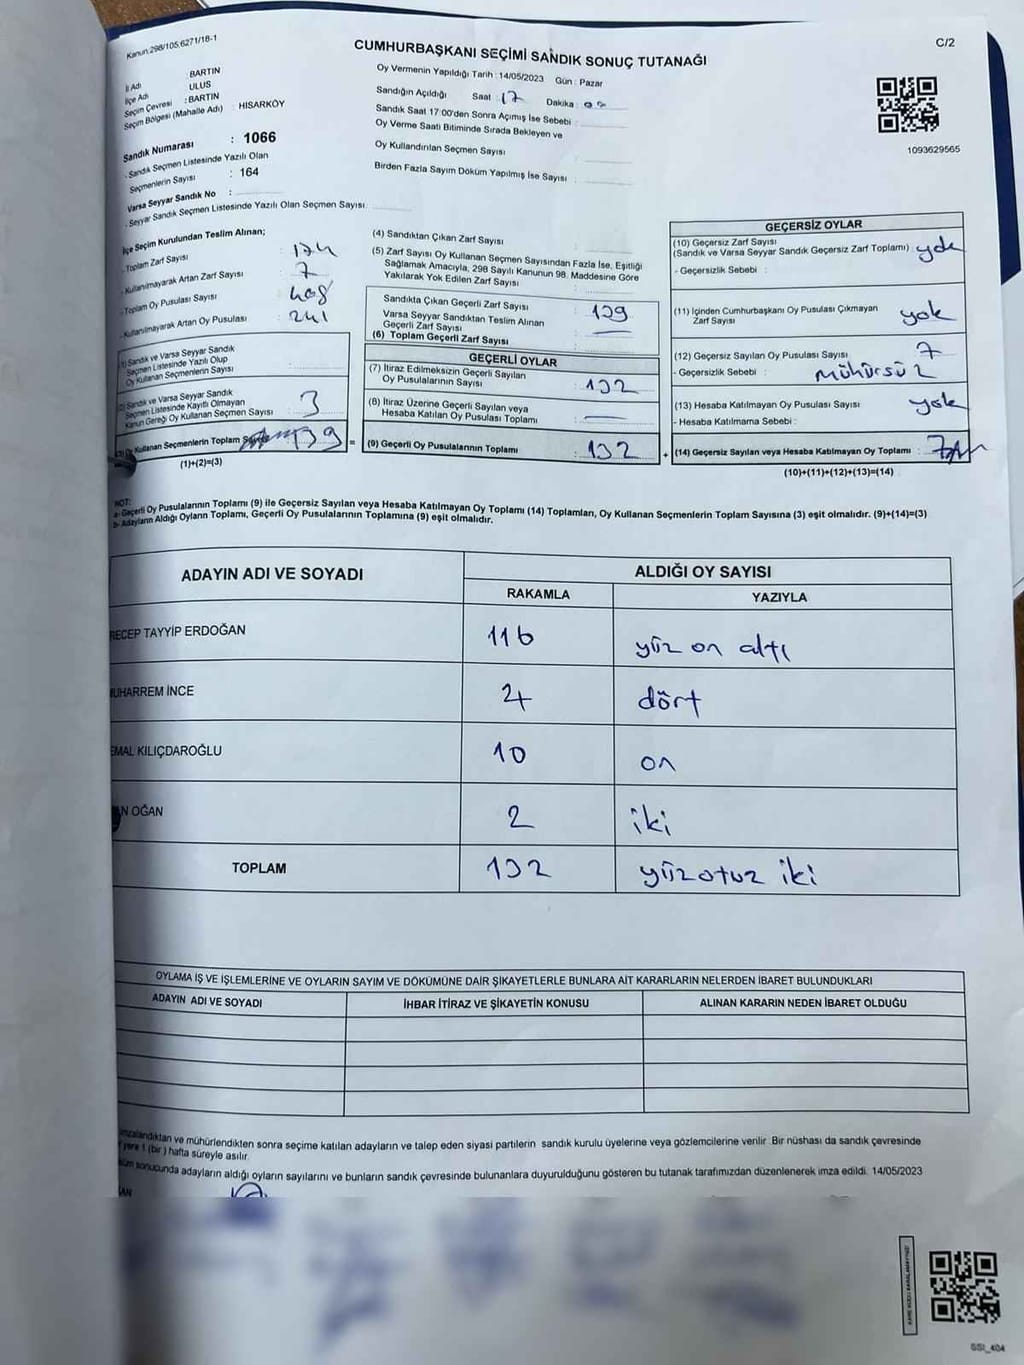 Kanun:298/105,6271/18-1
CUMHURBAŞKANI SEÇİMİ SANDIK SONUÇ TUTANAĞI
C/2
İl Adı : BARTIN
İlçe Adı : ULUS
Seçim Çevresi : BARTIN
Seçim Bölgesi (Mahalle Adı) : HISARKÖY
Sandık Numarası : 1066
- Sandık Seçmen Listesinde Yazılı Olan
Seçmenlerin Sayısı : 164
Varsa Seyyar Sandık No :
- Seyyar Sandık Seçmen Listesinde Yazılı Olan Seçmen Sayısı:
Oy Vermenin Yapıldığı Tarih : 14/05/2023 Gün : Pazar
Sandığın Açıldığı Saat : 17 Dakika : 00
Sandık Saat 17:00'den Sonra Açımış İse Sebebi :
Oy Verme Saati Bitiminde Sırada Bekleyen ve
Oy Kullandırılan Seçmen Sayısı :
Birden Fazla Sayım Döküm Yapılmış İse Sayısı :
1093629565
İlçe Seçim Kurulundan Teslim Alınan;
- Toplam Zarf Sayısı : 174
- Kullanılmayarak Artan Zarf Sayısı : 7
- Toplam Oy Pusulası Sayısı : 408
- Kullanılmayarak Artan Oy Pusulası : 241
(1) Sandık ve Varsa Seyyar Sandık
Seçmen Listesinde Yazılı Olup
Oy Kullanan Seçmenlerin Sayısı :
(2) Sandık ve Varsa Seyyar Sandık
Seçmen Listesinde Kayıtlı Olmayan
Kanun Gereği Oy Kullanan Seçmen Sayısı : 3
(3) Oy Kullanan Seçmenlerin Toplam Sayısı 139 =
(1)+(2)=(3)
(4) Sandıktan Çıkan Zarf Sayısı :
(5) Zarf Sayısı Oy Kullanan Seçmen Sayısından Fazla İse, Eşitliği
Sağlamak Amacıyla, 298 Sayılı Kanunun 98. Maddesine Göre
Yakılarak Yok Edilen Zarf Sayısı :
Sandıkta Çıkan Geçerli Zarf Sayısı : 139
Varsa Seyyar Sandıktan Teslim Alınan
Geçerli Zarf Sayısı :
(6) Toplam Geçerli Zarf Sayısı :
GEÇERLİ OYLAR
(7) İtiraz Edilmeksizin Geçerli Sayılan
Oy Pusulalarının Sayısı : 132
(8) İtiraz Üzerine Geçerli Sayılan veya
Hesaba Katılan Oy Pusulaları Toplamı :
(9) Geçerli Oy Pusulalarının Toplamı : 132 +
GEÇERSİZ OYLAR
(10) Geçersiz Zarf Sayısı
(Sandık ve Varsa Seyyar Sandık Geçersiz Zarf Toplamı) : yok
- Geçersizlik Sebebi :
(11) İçinden Cumhurbaşkanı Oy Pusulası Çıkmayan
Zarf Sayısı : yok
(12) Geçersiz Sayılan Oy Pusulası Sayısı : 7
- Geçersizlik Sebebi : mühürsüz
(13) Hesaba Katılmayan Oy Pusulası Sayısı : yok
- Hesaba Katılmama Sebebi :
(14) Geçersiz Sayılan veya Hesaba Katılmayan Oy Toplamı : 7
(10)+(11)+(12)+(13)=(14)
NOT:
a- Geçerli Oy Pusulalarının Toplamı (9) ile Geçersiz Sayılan veya Hesaba Katılmayan Oy Toplamı (14) Toplamları, Oy Kullanan Seçmenlerin Toplam Sayısına (3) eşit olmalıdır. (9)+(14)=(3)
b- Adayların Aldığı Oyların Toplamı, Geçerli Oy Pusulalarının Toplamına (9) eşit olmalıdır.
ADAYIN ADI VE SOYADI
ALDIĞI OY SAYISI
RAKAMLA YAZIYLA
RECEP TAYYİP ERDOĞAN 116 yüz on altı
MUHARREM İNCE 4 dört
EMAL KILIÇDAROĞLU 10 on
N OĞAN 2 iki
TOPLAM 132 yüzotuz iki
OYLAMA İŞ VE İŞLEMLERİNE VE OYLARIN SAYIM VE DÖKÜMÜNE DAİR ŞİKAYETLERLE BUNLARA AİT KARARLARIN NELERDEN İBARET BULUNDUKLARI
ADAYIN ADI VE SOYADI İHBAR İTİRAZ VE ŞİKAYETİN KONUSU ALINAN KARARIN NEDEN İBARET OLDUĞU
imzalandıktan ve mühürlendikten sonra seçime katılan adayların ve talep eden siyasi partilerin sandık kurulu üyelerine veya gözlemcilerine verilir. Bir nüshası da sandık çevresinde
yere 1 (bir) hafta süreyle asılır.
sonucunda adayların aldığı oyların sayılarını ve bunların sandık çevresinde bulunanlara duyurulduğunu gösteren bu tutanak tarafımızdan düzenlenerek imza edildi. 14/05/2023
KARE KODU KARALAMAYINIZ
SSI_404